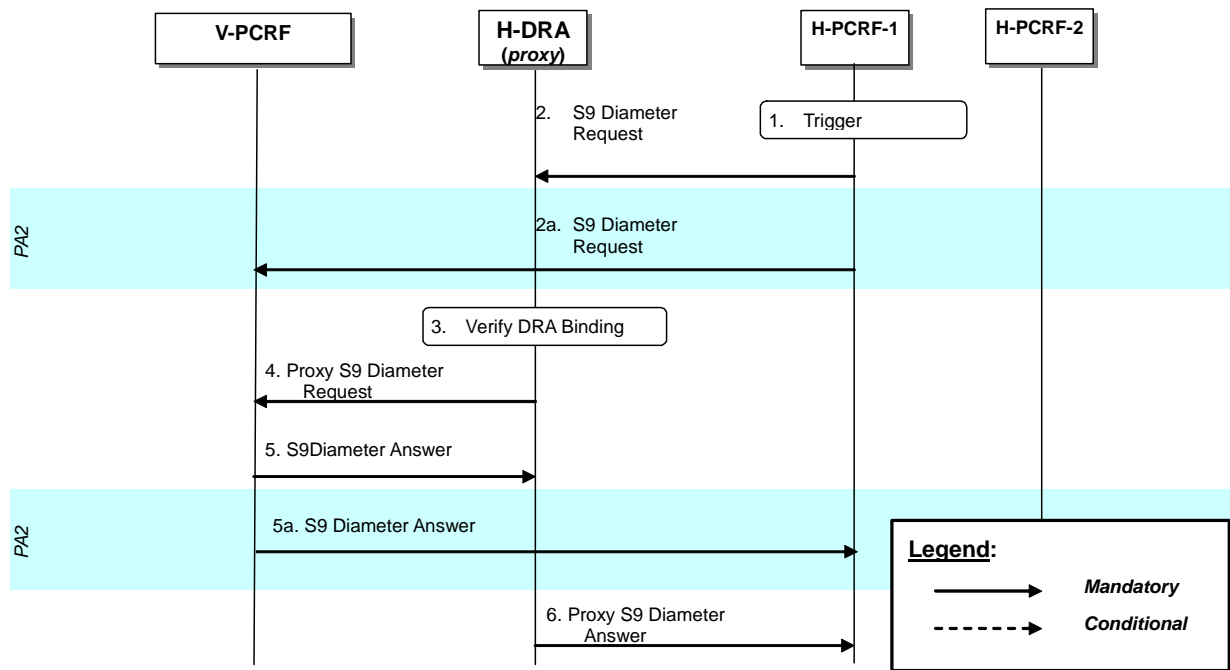 V-PCRF
H-DRA
(proxy)
H-PCRF-1
H-PCRF-2
1. Trigger
2. S9 Diameter
Request
PA2
2a. S9 Diameter
Request
3. Verify DRA Binding
4. Proxy S9 Diameter
Request
5. S9Diameter Answer
PA2
5a. S9 Diameter Answer
6. Proxy S9 Diameter
Answer
Legend:
Mandatory
Conditional